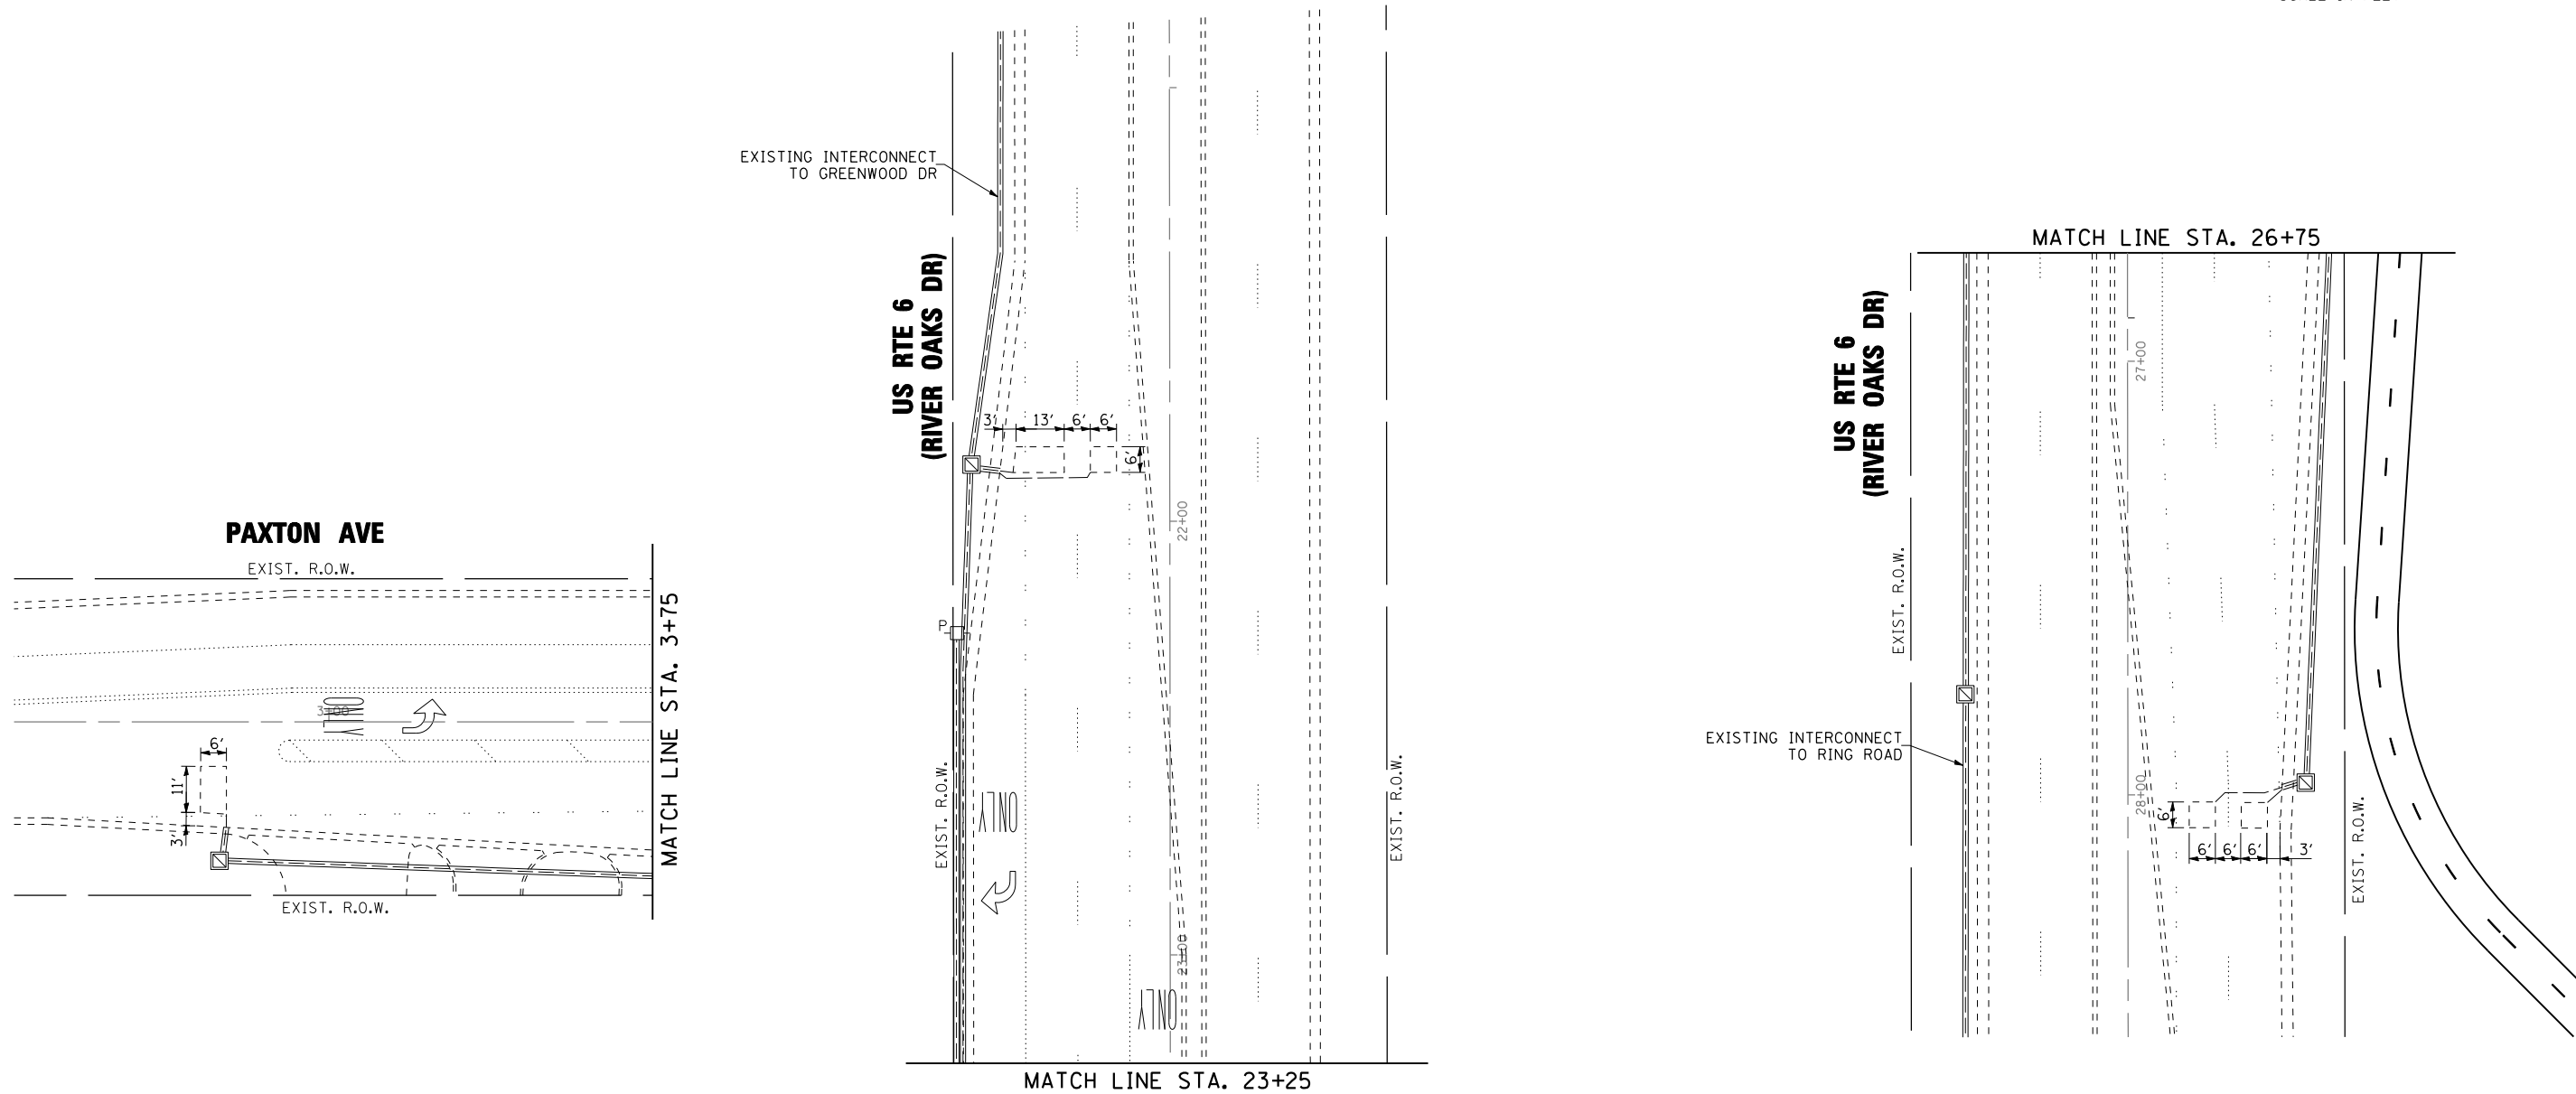 PAXTON AVE
EXIST. R.O.W.
3+00
ONLY
6'
11'
3'
EXIST. R.O.W.
MATCH LINE STA. 3+75
EXISTING INTERCONNECT
TO GREENWOOD DR
US RTE 6
(RIVER OAKS DR)
3'
13'
6'
6'
6'
22+00
P
EXIST. R.O.W.
ONLY
EXIST. R.O.W.
23+00
ONLY
MATCH LINE STA. 23+25
MATCH LINE STA. 26+75
US RTE 6
(RIVER OAKS DR)
27+00
EXIST. R.O.W.
EXISTING INTERCONNECT
TO RING ROAD
28+00
6'
6'
6'
6'
3'
EXIST. R.O.W.